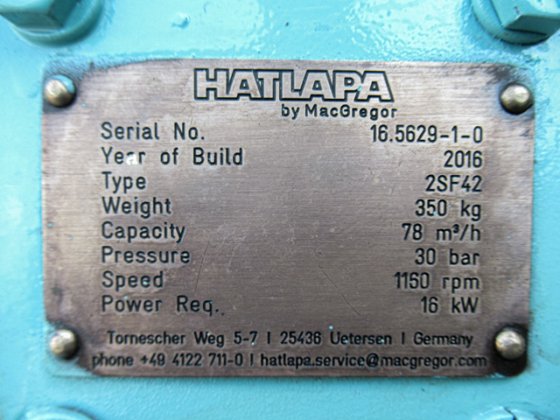 HATLAPA
by MacGregor
Serial No. 16.5629-1-0
Year of Build 2016
Type 2SF42
Weight 350 kg
Capacity 78 m³/h
Pressure 30 bar
Speed 1150 rpm
Power Req. 16 kW
Tornescher Weg 5-7 | 25436 Uetersen | Germany
phone +49 4122 711-0 | hatlapa.service@macgregor.com